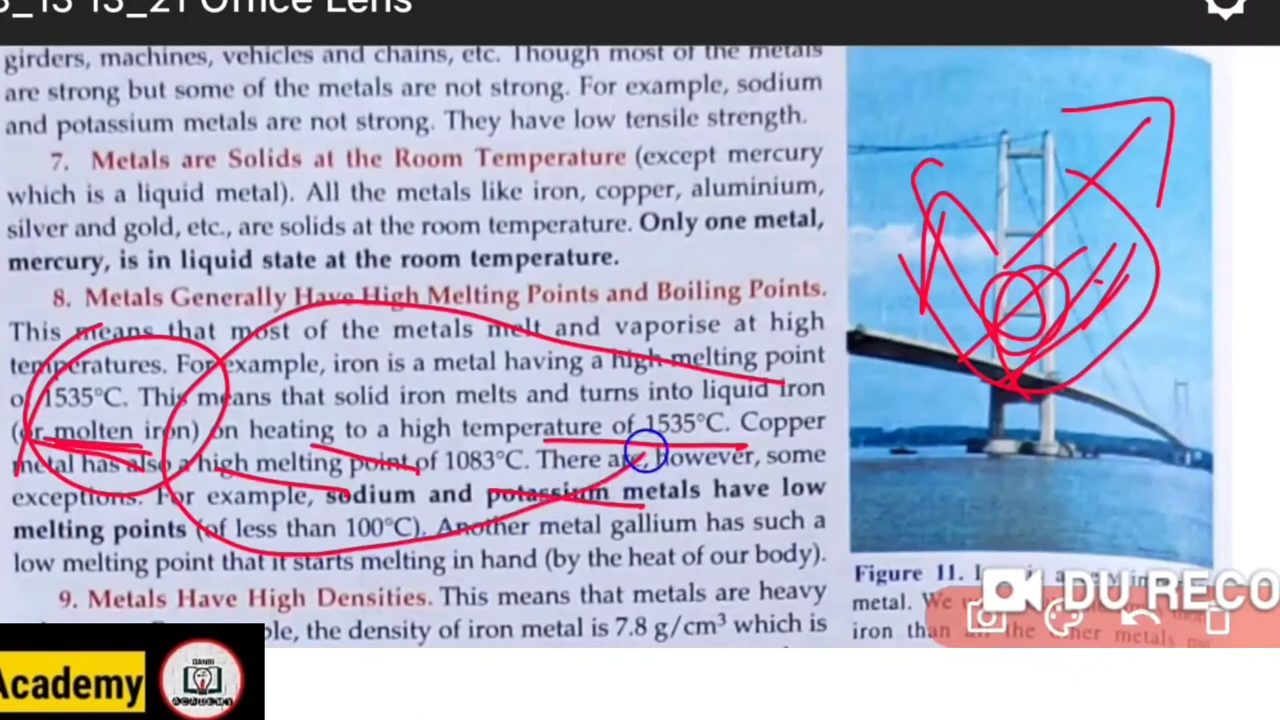 3_13 13_21 Office Lens
girders, machines, vehicles and chains, etc. Though most of the metals
are strong but some of the metals are not strong. For example, sodium
and potassium metals are not strong. They have low tensile strength.
7. Metals are Solids at the Room Temperature (except mercury
which is a liquid metal). All the metals like iron, copper, aluminium,
silver and gold, etc., are solids at the room temperature. Only one metal,
mercury, is in liquid state at the room temperature.
8. Metals Generally Have High Melting Points and Boiling Points.
This means that most of the metals melt and vaporise at high
temperatures. For example, iron is a metal having a high melting point
of 1535°C. This means that solid iron melts and turns into liquid iron
(or molten iron) on heating to a high temperature of 1535°C. Copper
metal has also a high melting point of 1083°C. There are, however, some
exceptions. For example, sodium and potassium metals have low
melting points (of less than 100°C). Another metal gallium has such a
low melting point that it starts melting in hand (by the heat of our body).
9. Metals Have High Densities. This means that metals are heavy
the density of iron metal is 7.8 g/cm³ which is
Figure 11.
metal. We
iron than all the other metals
DU RECO
Academy
DANBI
ACADEMY